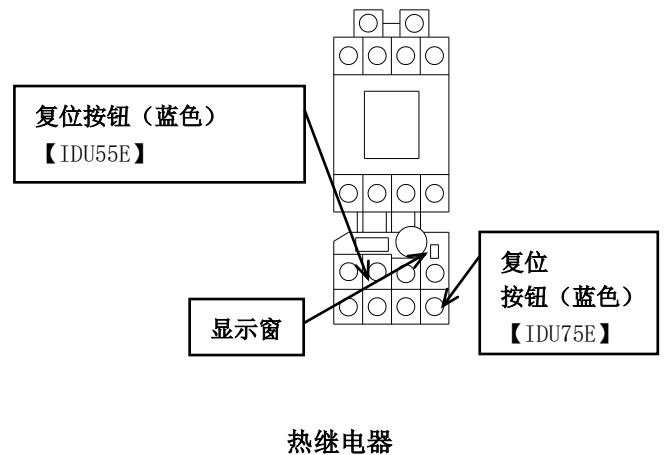 复位按钮（蓝色）
【IDU55E】
复位
按钮（蓝色）
【IDU75E】
显示窗
热继电器